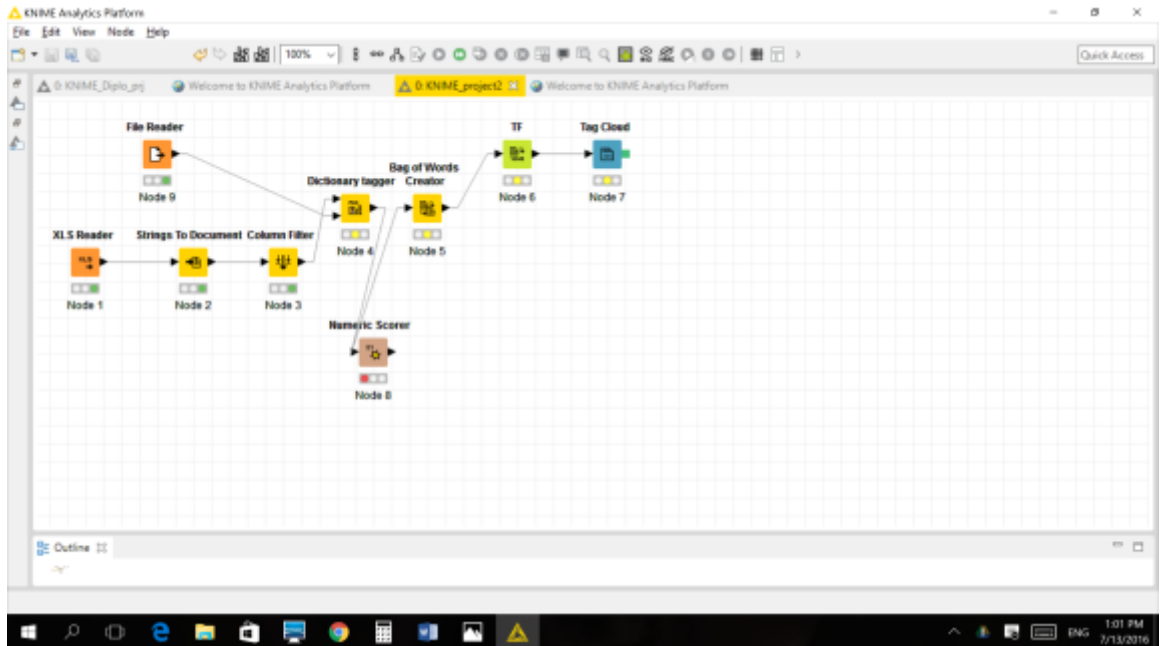 KNIME Analytics Platform
File Edit View Node Help
100%
Quick Access
0: KNIME_Diplo_prj
Welcome to KNIME Analytics Platform
0: KNIME_project2
Welcome to KNIME Analytics Platform
File Reader
Node 9
TF
Node 6
Tag Cloud
Node 7
Dictionary tagger
Node 4
Bag of Words
Creator
Node 5
XLS Reader
XLS
Node 1
Strings To Document
Node 2
Column Filter
Node 3
Numeric Scorer
Node 8
Outline
ENG
1:01 PM
7/13/2016